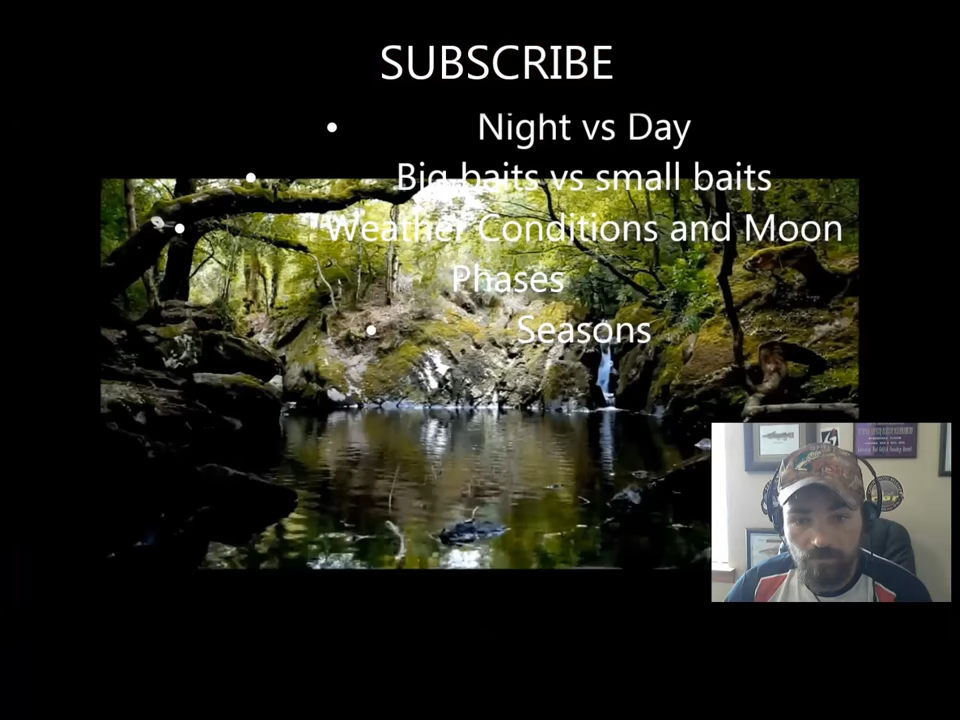 SUBSCRIBE
• Night vs Day
• Big baits vs small baits
• Weather Conditions and Moon
Phases
• Seasons